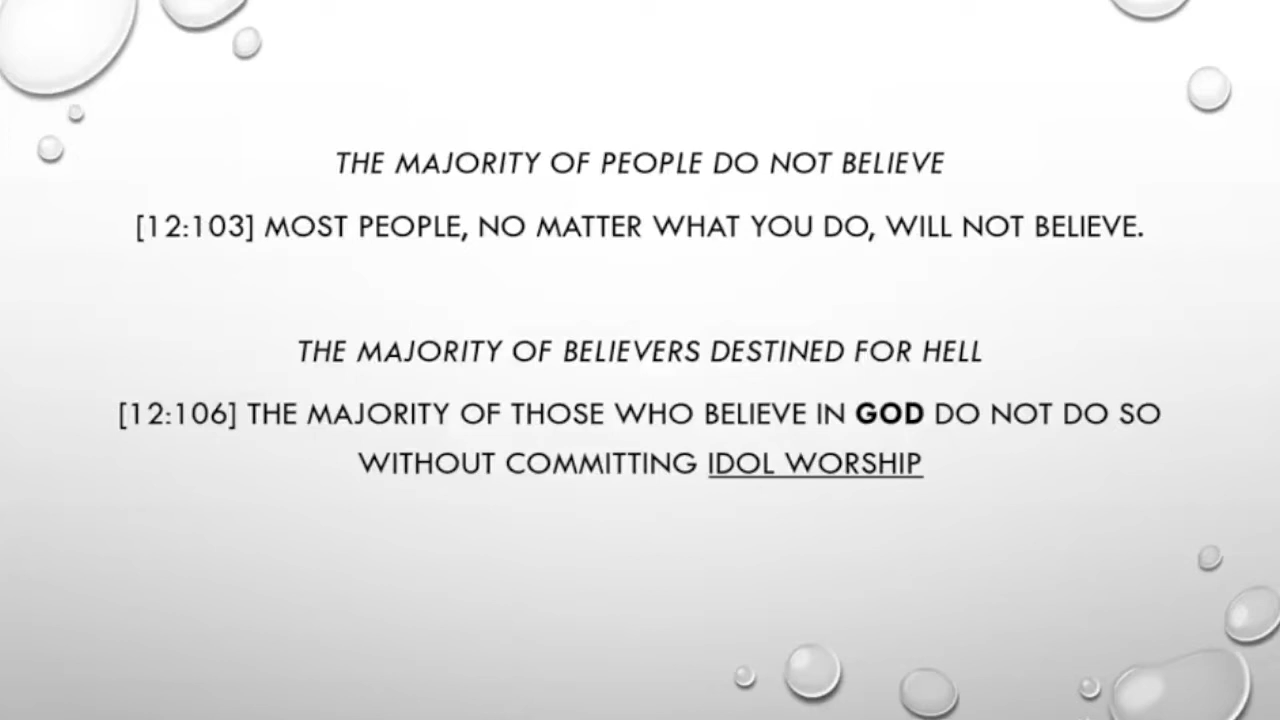 THE MAJORITY OF PEOPLE DO NOT BELIEVE
[12:103] MOST PEOPLE, NO MATTER WHAT YOU DO, WILL NOT BELIEVE.
THE MAJORITY OF BELIEVERS DESTINED FOR HELL
[12:106] THE MAJORITY OF THOSE WHO BELIEVE IN GOD DO NOT DO SO
WITHOUT COMMITTING IDOL WORSHIP